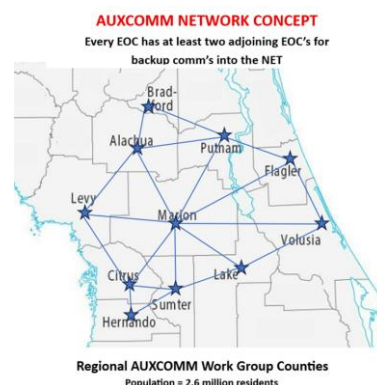 AUXCOMM NETWORK CONCEPT
Every EOC has at least two adjoining EOC's for
backup comm's into the NET
Brad-
ford
Alachua
Putnam
Flagler
Levy
Marion
Volusia
Citrus
Lake
Sumter
Hernando
Regional AUXCOMM Work Group Counties
Population = 2.6 million residents